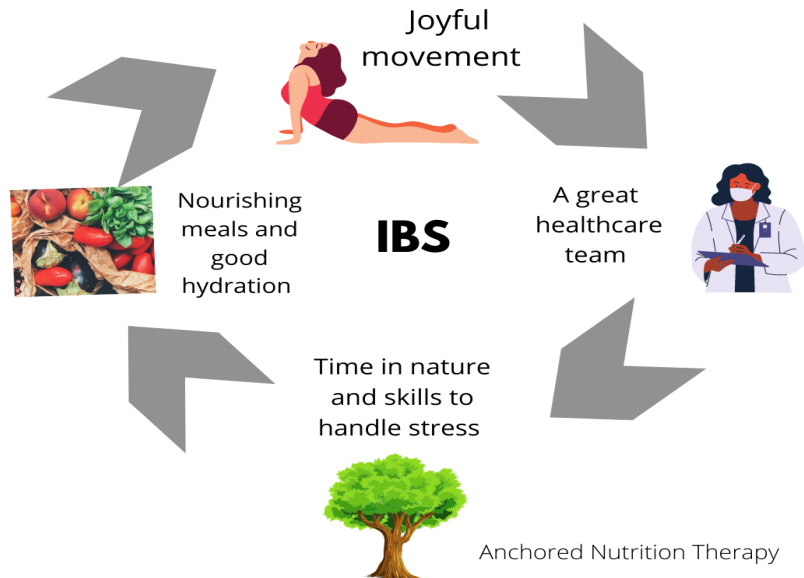 Joyful
movement
Nourishing
meals and
good
hydration
IBS
A great
healthcare
team
Time in nature
and skills to
handle stress
Anchored Nutrition Therapy